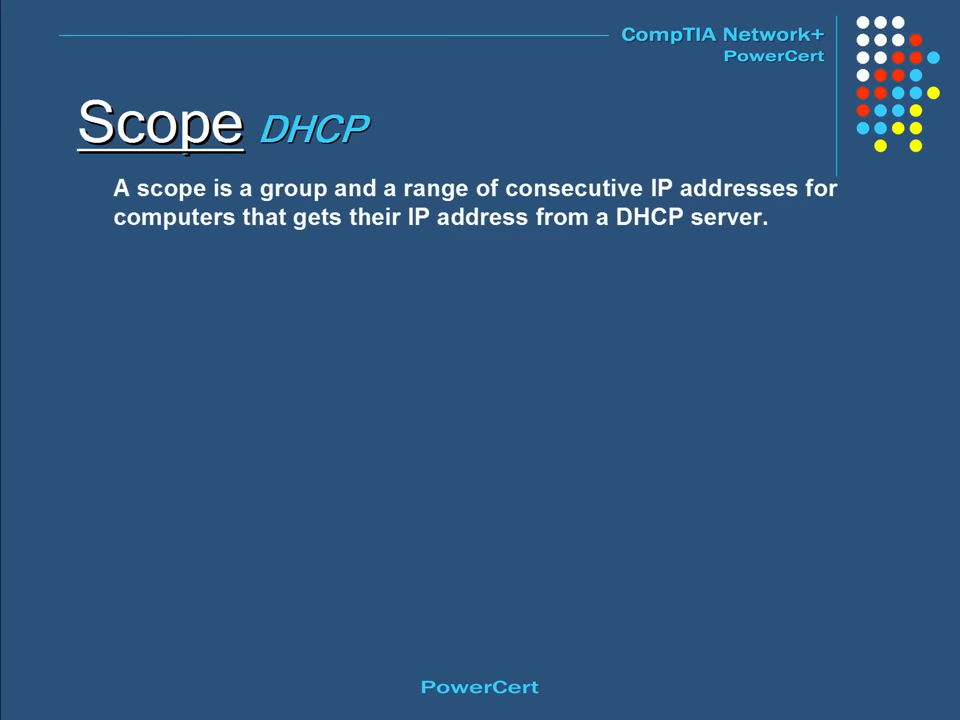 CompTIA Network+
PowerCert
Scope DHCP
A scope is a group and a range of consecutive IP addresses for
computers that gets their IP address from a DHCP server.
PowerCert